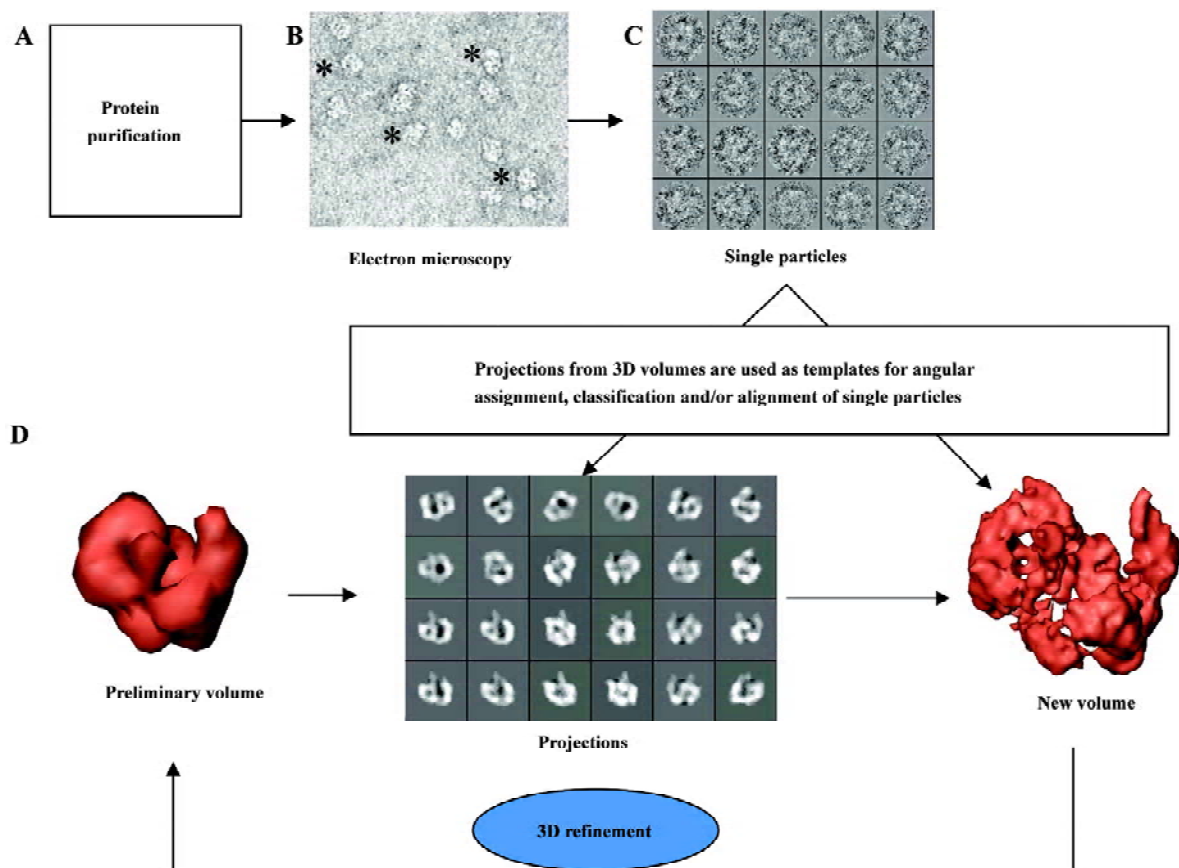 A
B
C
Protein
purification
*
*
*
*
Electron microscopy
Single particles
Projections from 3D volumes are used as templates for angular
assignment, classification and/or alignment of single particles
D
Preliminary volume
Projections
New volume
3D refinement